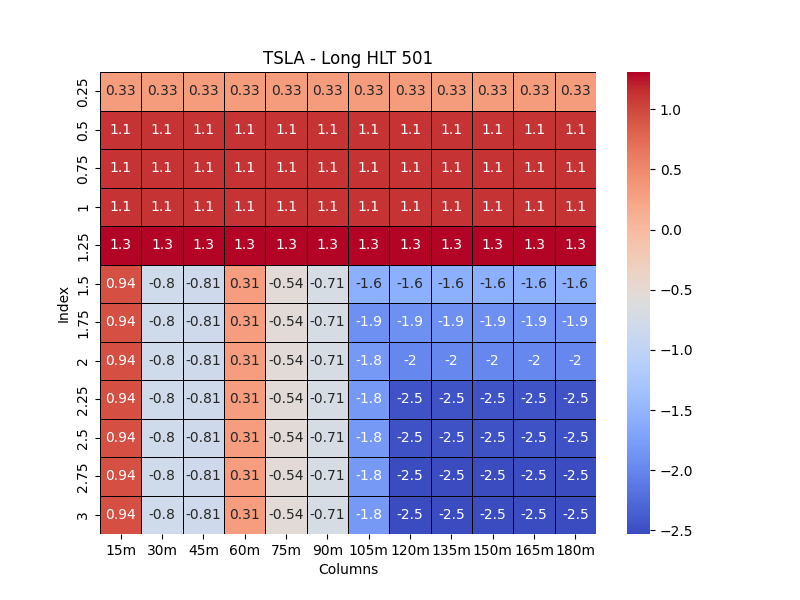 TSLA - Long HLT 501
0.25 0.33 0.33 0.33 0.33 0.33 0.33 0.33 0.33 0.33 0.33 0.33 0.33
0.5 1.1 1.1 1.1 1.1 1.1 1.1 1.1 1.1 1.1 1.1 1.1 1.1
0.75 1.1 1.1 1.1 1.1 1.1 1.1 1.1 1.1 1.1 1.1 1.1 1.1
1 1.1 1.1 1.1 1.1 1.1 1.1 1.1 1.1 1.1 1.1 1.1 1.1
1.25 1.3 1.3 1.3 1.3 1.3 1.3 1.3 1.3 1.3 1.3 1.3 1.3
1.5 0.94 -0.8 -0.81 0.31 -0.54 -0.71 -1.6 -1.6 -1.6 -1.6 -1.6 -1.6
1.75 0.94 -0.8 -0.81 0.31 -0.54 -0.71 -1.9 -1.9 -1.9 -1.9 -1.9 -1.9
2 0.94 -0.8 -0.81 0.31 -0.54 -0.71 -1.8 -2 -2 -2 -2 -2
2.25 0.94 -0.8 -0.81 0.31 -0.54 -0.71 -1.8 -2.5 -2.5 -2.5 -2.5 -2.5
2.5 0.94 -0.8 -0.81 0.31 -0.54 -0.71 -1.8 -2.5 -2.5 -2.5 -2.5 -2.5
2.75 0.94 -0.8 -0.81 0.31 -0.54 -0.71 -1.8 -2.5 -2.5 -2.5 -2.5 -2.5
3 0.94 -0.8 -0.81 0.31 -0.54 -0.71 -1.8 -2.5 -2.5 -2.5 -2.5 -2.5
15m 30m 45m 60m 75m 90m 105m 120m 135m 150m 165m 180m
Columns
Index
1.0
0.5
0.0
−0.5
−1.0
−1.5
−2.0
−2.5